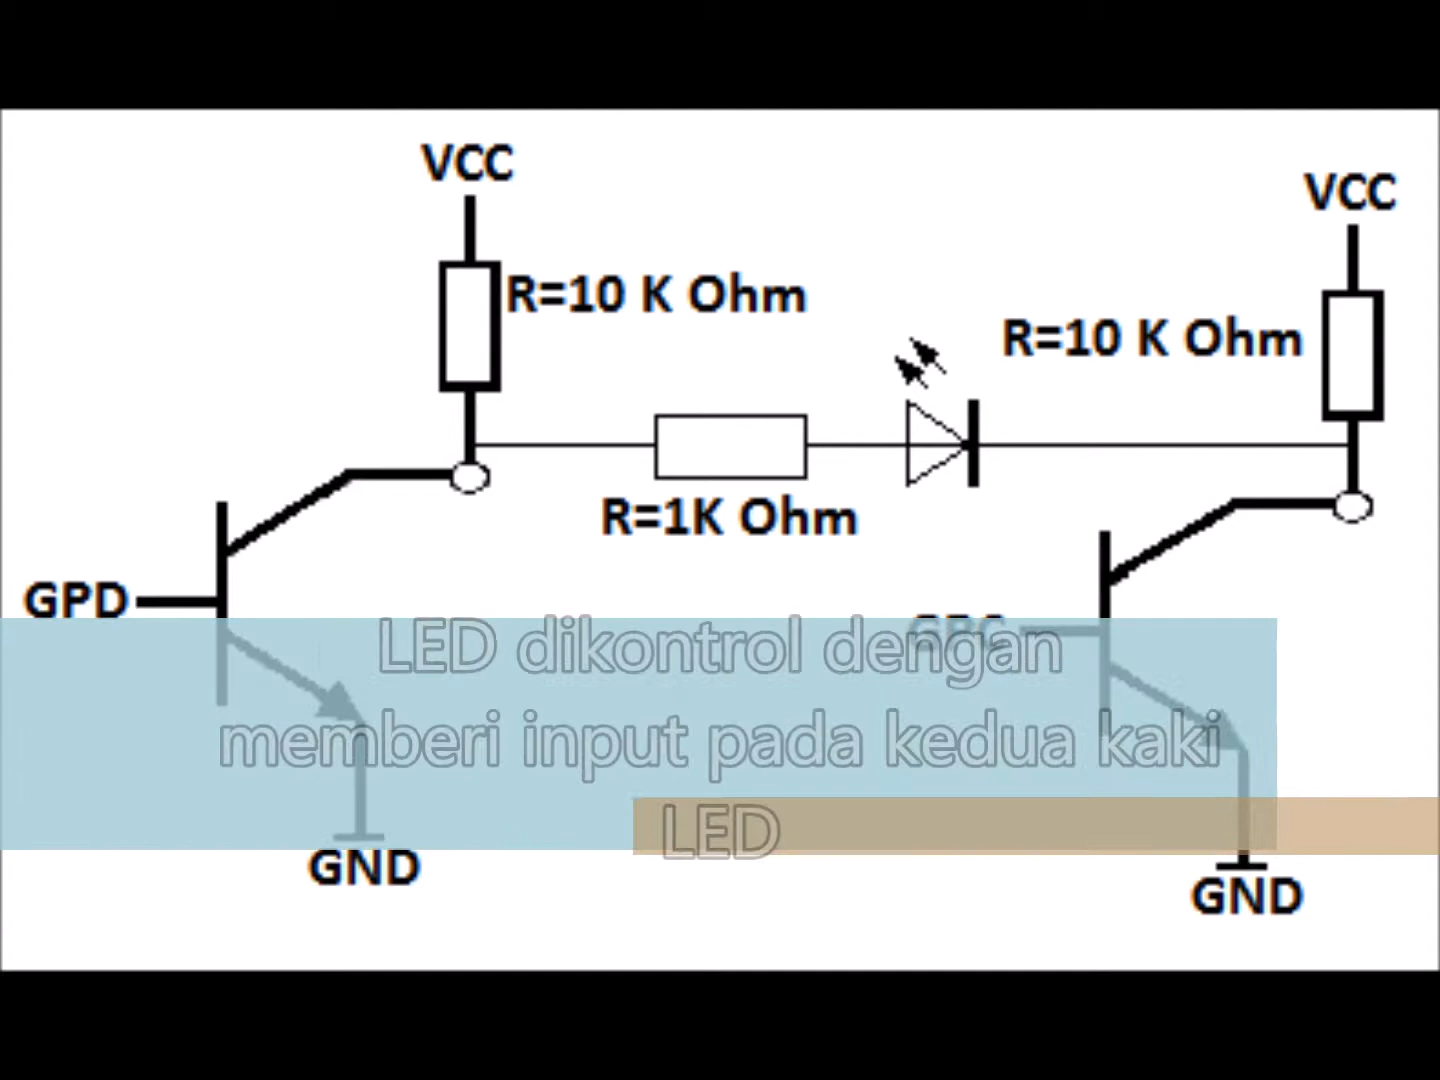 VCC
VCC
R=10 K Ohm
R=10 K Ohm
R=1K Ohm
GPD
GPC
LED dikontrol dengan
memberi input pada kedua kaki
LED
GND
GND